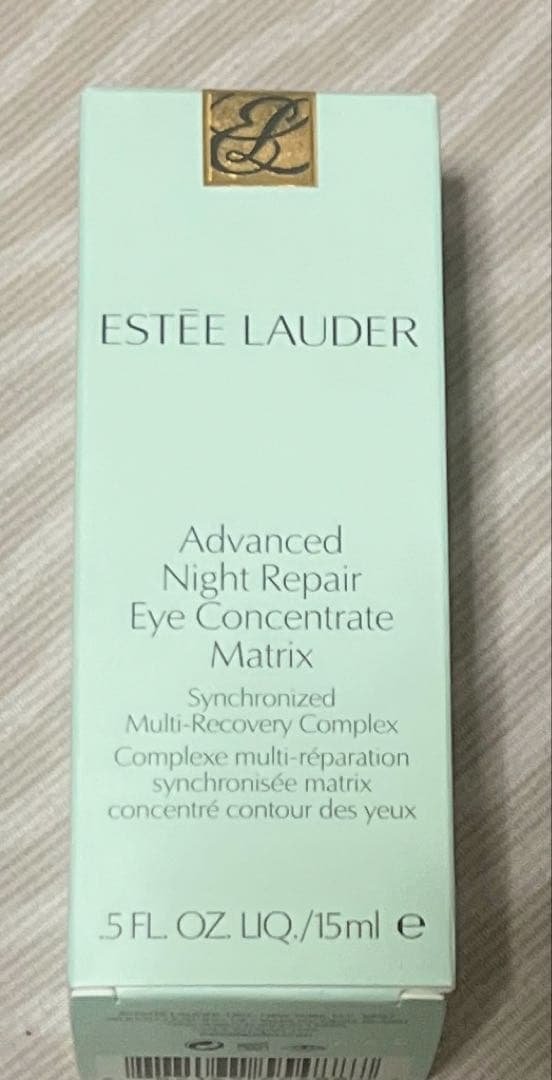 EL
ESTĒE LAUDER
Advanced
Night Repair
Eye Concentrate
Matrix
Synchronized
Multi-Recovery Complex
Complexe multi-réparation
synchronisée matrix
concentré contour des yeux
.5 FL. OZ. LIQ./15ml e